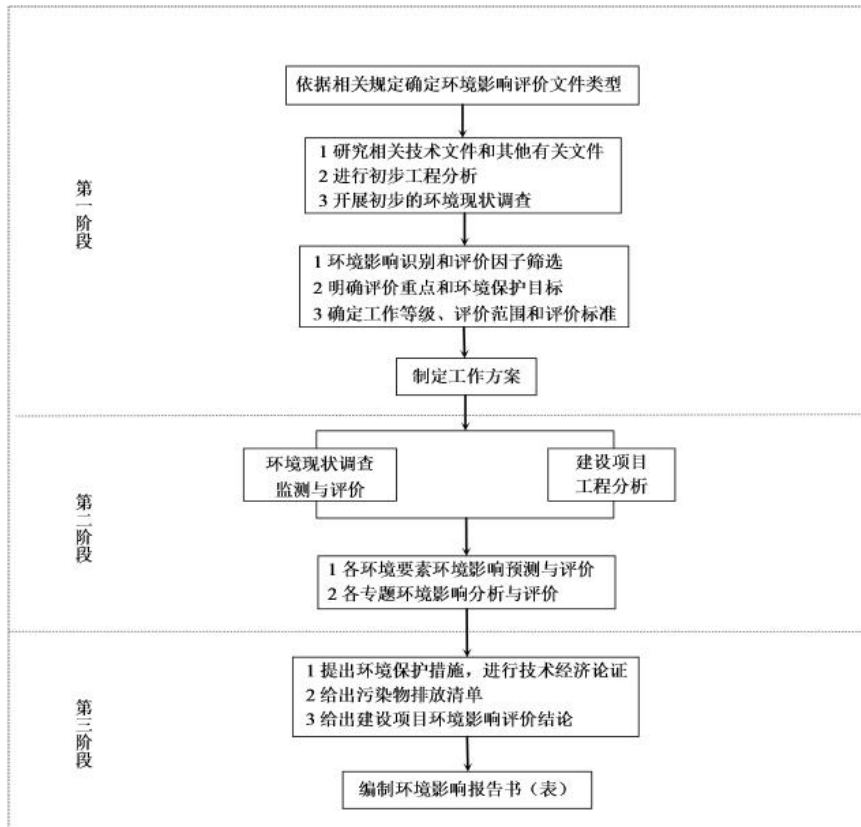 依据相关规定确定环境影响评价文件类型
1 研究相关技术文件和其他有关文件
2 进行初步工程分析
3 开展初步的环境现状调查
第一阶段
1 环境影响识别和评价因子筛选
2 明确评价重点和环境保护目标
3 确定工作等级、评价范围和评价标准
制定工作方案
第二阶段
环境现状调查
监测与评价
建设项目
工程分析
1 各环境要素环境影响预测与评价
2 各专题环境影响分析与评价
第三阶段
1 提出环境保护措施，进行技术经济论证
2 给出污染物排放清单
3 给出建设项目环境影响评价结论
编制环境影响报告书（表）